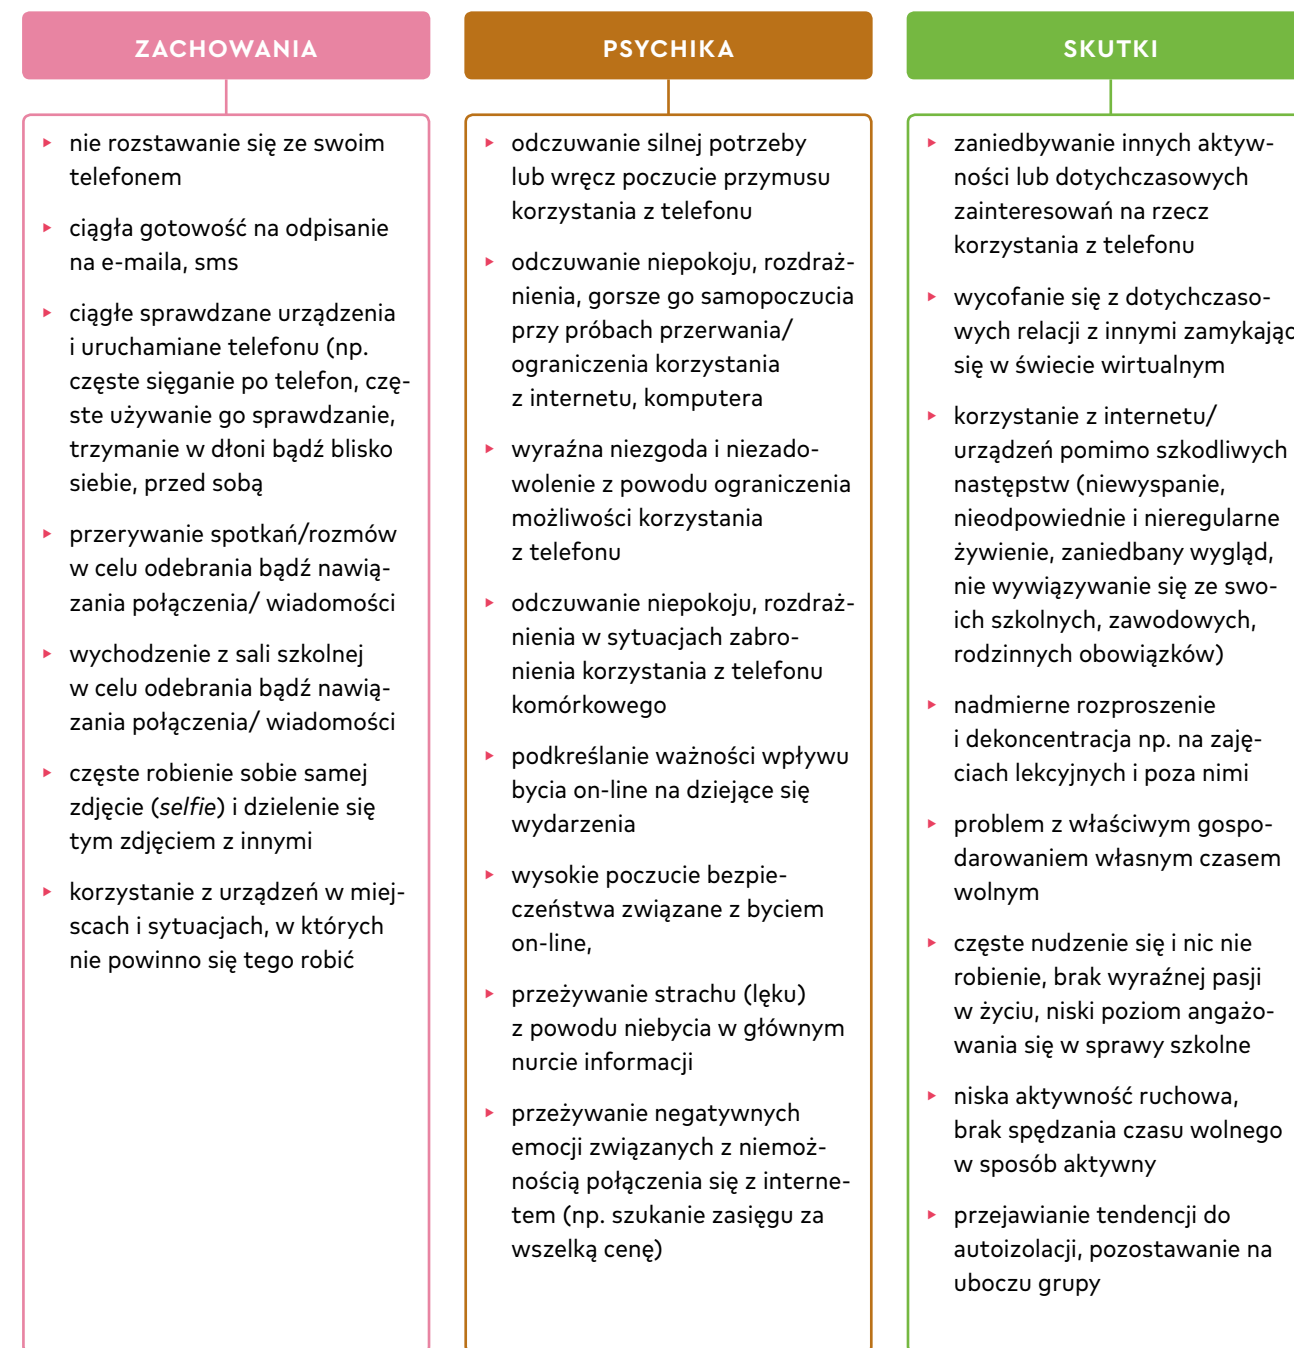 ZACHOWANIA
nie rozstawanie się ze swoim
telefonem
ciągła gotowość na odpisanie
na e-maila, sms
ciągłe sprawdzane urządzenia
i uruchamiane telefonu (np.
częste sięganie po telefon, czę-
ste używanie go sprawdzanie,
trzymanie w dłoni bądź blisko
siebie, przed sobą
przerywanie spotkań/rozmów
w celu odebrania bądź nawią-
zania połączenia/ wiadomości
wychodzenie z sali szkolnej
w celu odebrania bądź nawią-
zania połączenia/ wiadomości
częste robienie sobie samej
zdjęcie (selfie) i dzielenie się
tym zdjęciem z innymi
korzystanie z urządzeń w miej-
scach i sytuacjach, w których
nie powinno się tego robić
PSYCHIKA
odczuwanie silnej potrzeby
lub wręcz poczucie przymusu
korzystania z telefonu
odczuwanie niepokoju, rozdraż-
nienia, gorsze go samopoczucia
przy próbach przerwania/
ograniczenia korzystania
z internetu, komputera
wyraźna niezgoda i niezado-
wolenie z powodu ograniczenia
możliwości korzystania
z telefonu
odczuwanie niepokoju, rozdraż-
nienia w sytuacjach zabro-
nienia korzystania z telefonu
komórkowego
podkreślanie ważności wpływu
bycia on-line na dziejące się
wydarzenia
wysokie poczucie bezpie-
czeństwa związane z byciem
on-line,
przeżywanie strachu (lęku)
z powodu niebycia w głównym
nurcie informacji
przeżywanie negatywnych
emocji związanych z niemoż-
nością połączenia się z interne-
tem (np. szukanie zasięgu za
wszelką cenę)
SKUTKI
zaniedbywanie innych aktyw-
ności lub dotychczasowych
zainteresowań na rzecz
korzystania z telefonu
wycofanie się z dotychczaso-
wych relacji z innymi zamykając
się w świecie wirtualnym
korzystanie z internetu/
urządzeń pomimo szkodliwych
następstw (niewyspanie,
nieodpowiednie i nieregularne
żywienie, zaniedbany wygląd,
nie wywiązywanie się ze swo-
ich szkolnych, zawodowych,
rodzinnych obowiązków)
nadmierne rozproszenie
i dekoncentracja np. na zaję-
ciach lekcyjnych i poza nimi
problem z właściwym gospo-
darowaniem własnym czasem
wolnym
częste nudzenie się i nic nie
robienie, brak wyraźnej pasji
w życiu, niski poziom angażo-
wania się w sprawy szkolne
niska aktywność ruchowa,
brak spędzania czasu wolnego
w sposób aktywny
przejawianie tendencji do
autoizolacji, pozostawanie na
uboczu grupy